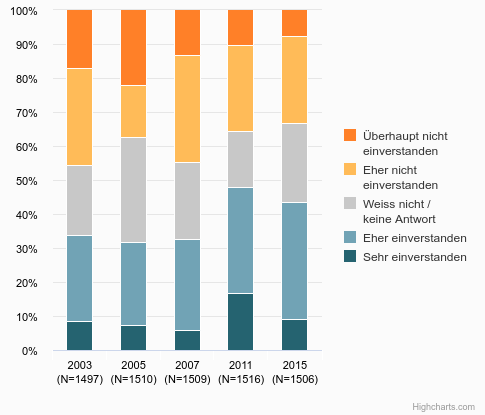 100%
90%
80%
70%
60%
50%
40%
30%
20%
10%
0%
2003
(N=1497)
2005
(N=1510)
2007
(N=1509)
2011
(N=1516)
2015
(N=1506)
Überhaupt nicht
einverstanden
Eher nicht
einverstanden
Weiss nicht /
keine Antwort
Eher einverstanden
Sehr einverstanden
Highcharts.com